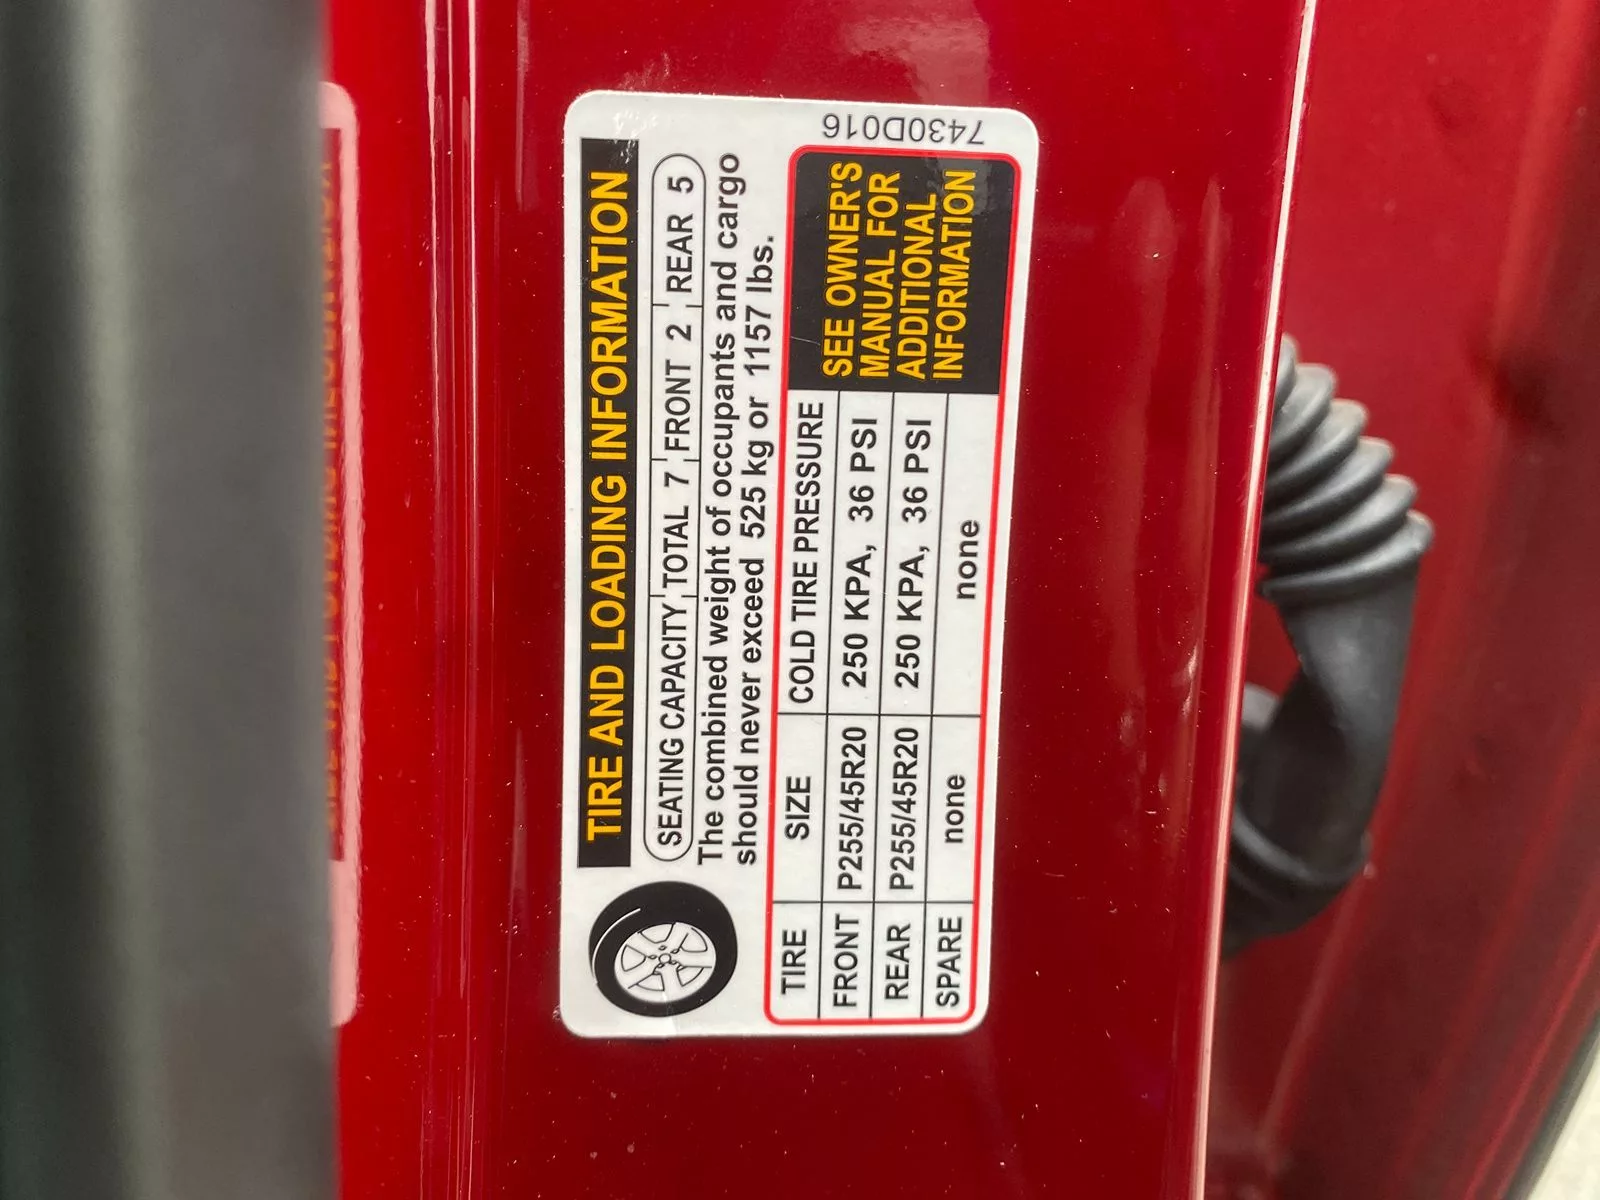 TIRE AND LOADING INFORMATION
SEATING CAPACITY TOTAL 7 FRONT 2 REAR 5
The combined weight of occupants and cargo
should never exceed 525 kg or 1157 lbs.
TIRE SIZE COLD TIRE PRESSURE
FRONT P255/45R20 250 KPA, 36 PSI
REAR P255/45R20 250 KPA, 36 PSI
SPARE none none
SEE OWNER'S
MANUAL FOR
ADDITIONAL
INFORMATION
7430D016